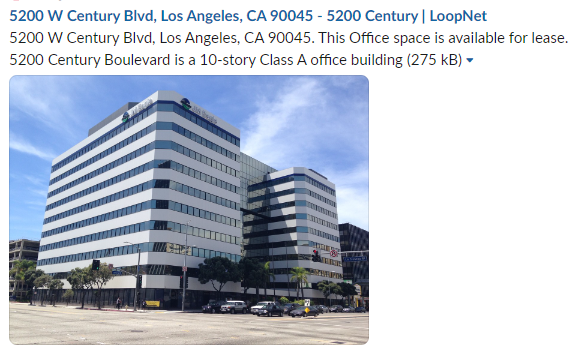 5200 W Century Blvd, Los Angeles, CA 90045 - 5200 Century | LoopNet
5200 W Century Blvd, Los Angeles, CA 90045. This Office space is available for lease.
5200 Century Boulevard is a 10-story Class A office building (275 kB)